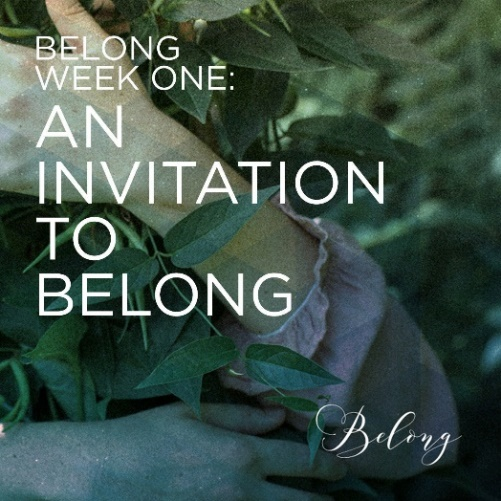 BELONG
WEEK ONE:
AN
INVITATION
TO
BELONG
Belong